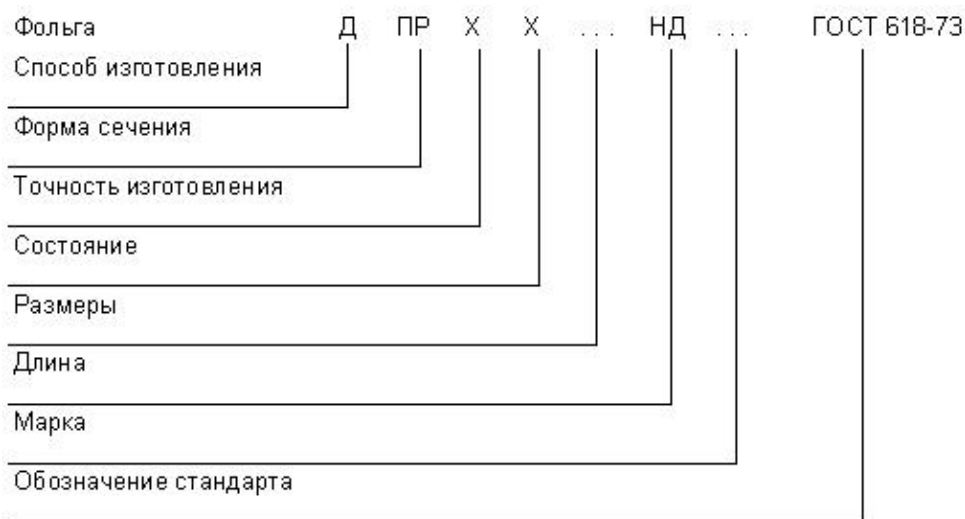 Фольга Д ПР Х Х ... НД ... ГОСТ 618-73
Способ изготовления
Форма сечения
Точность изготовления
Состояние
Размеры
Длина
Марка
Обозначение стандарта